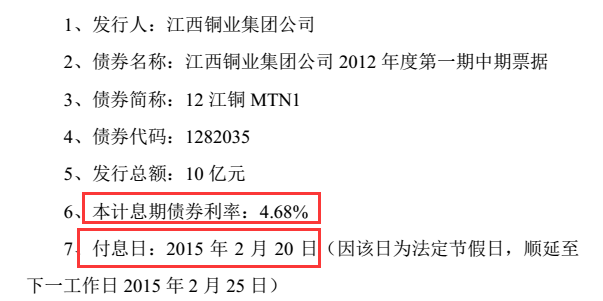 1、发行人：江西铜业集团公司
2、债券名称：江西铜业集团公司 2012 年度第一期中期票据
3、债券简称：12 江铜 MTN1
4、债券代码：1282035
5、发行总额：10 亿元
6、本计息期债券利率：4.68%
7、付息日：2015 年 2 月 20 日（因该日为法定节假日，顺延至
下一工作日 2015 年 2 月 25 日）